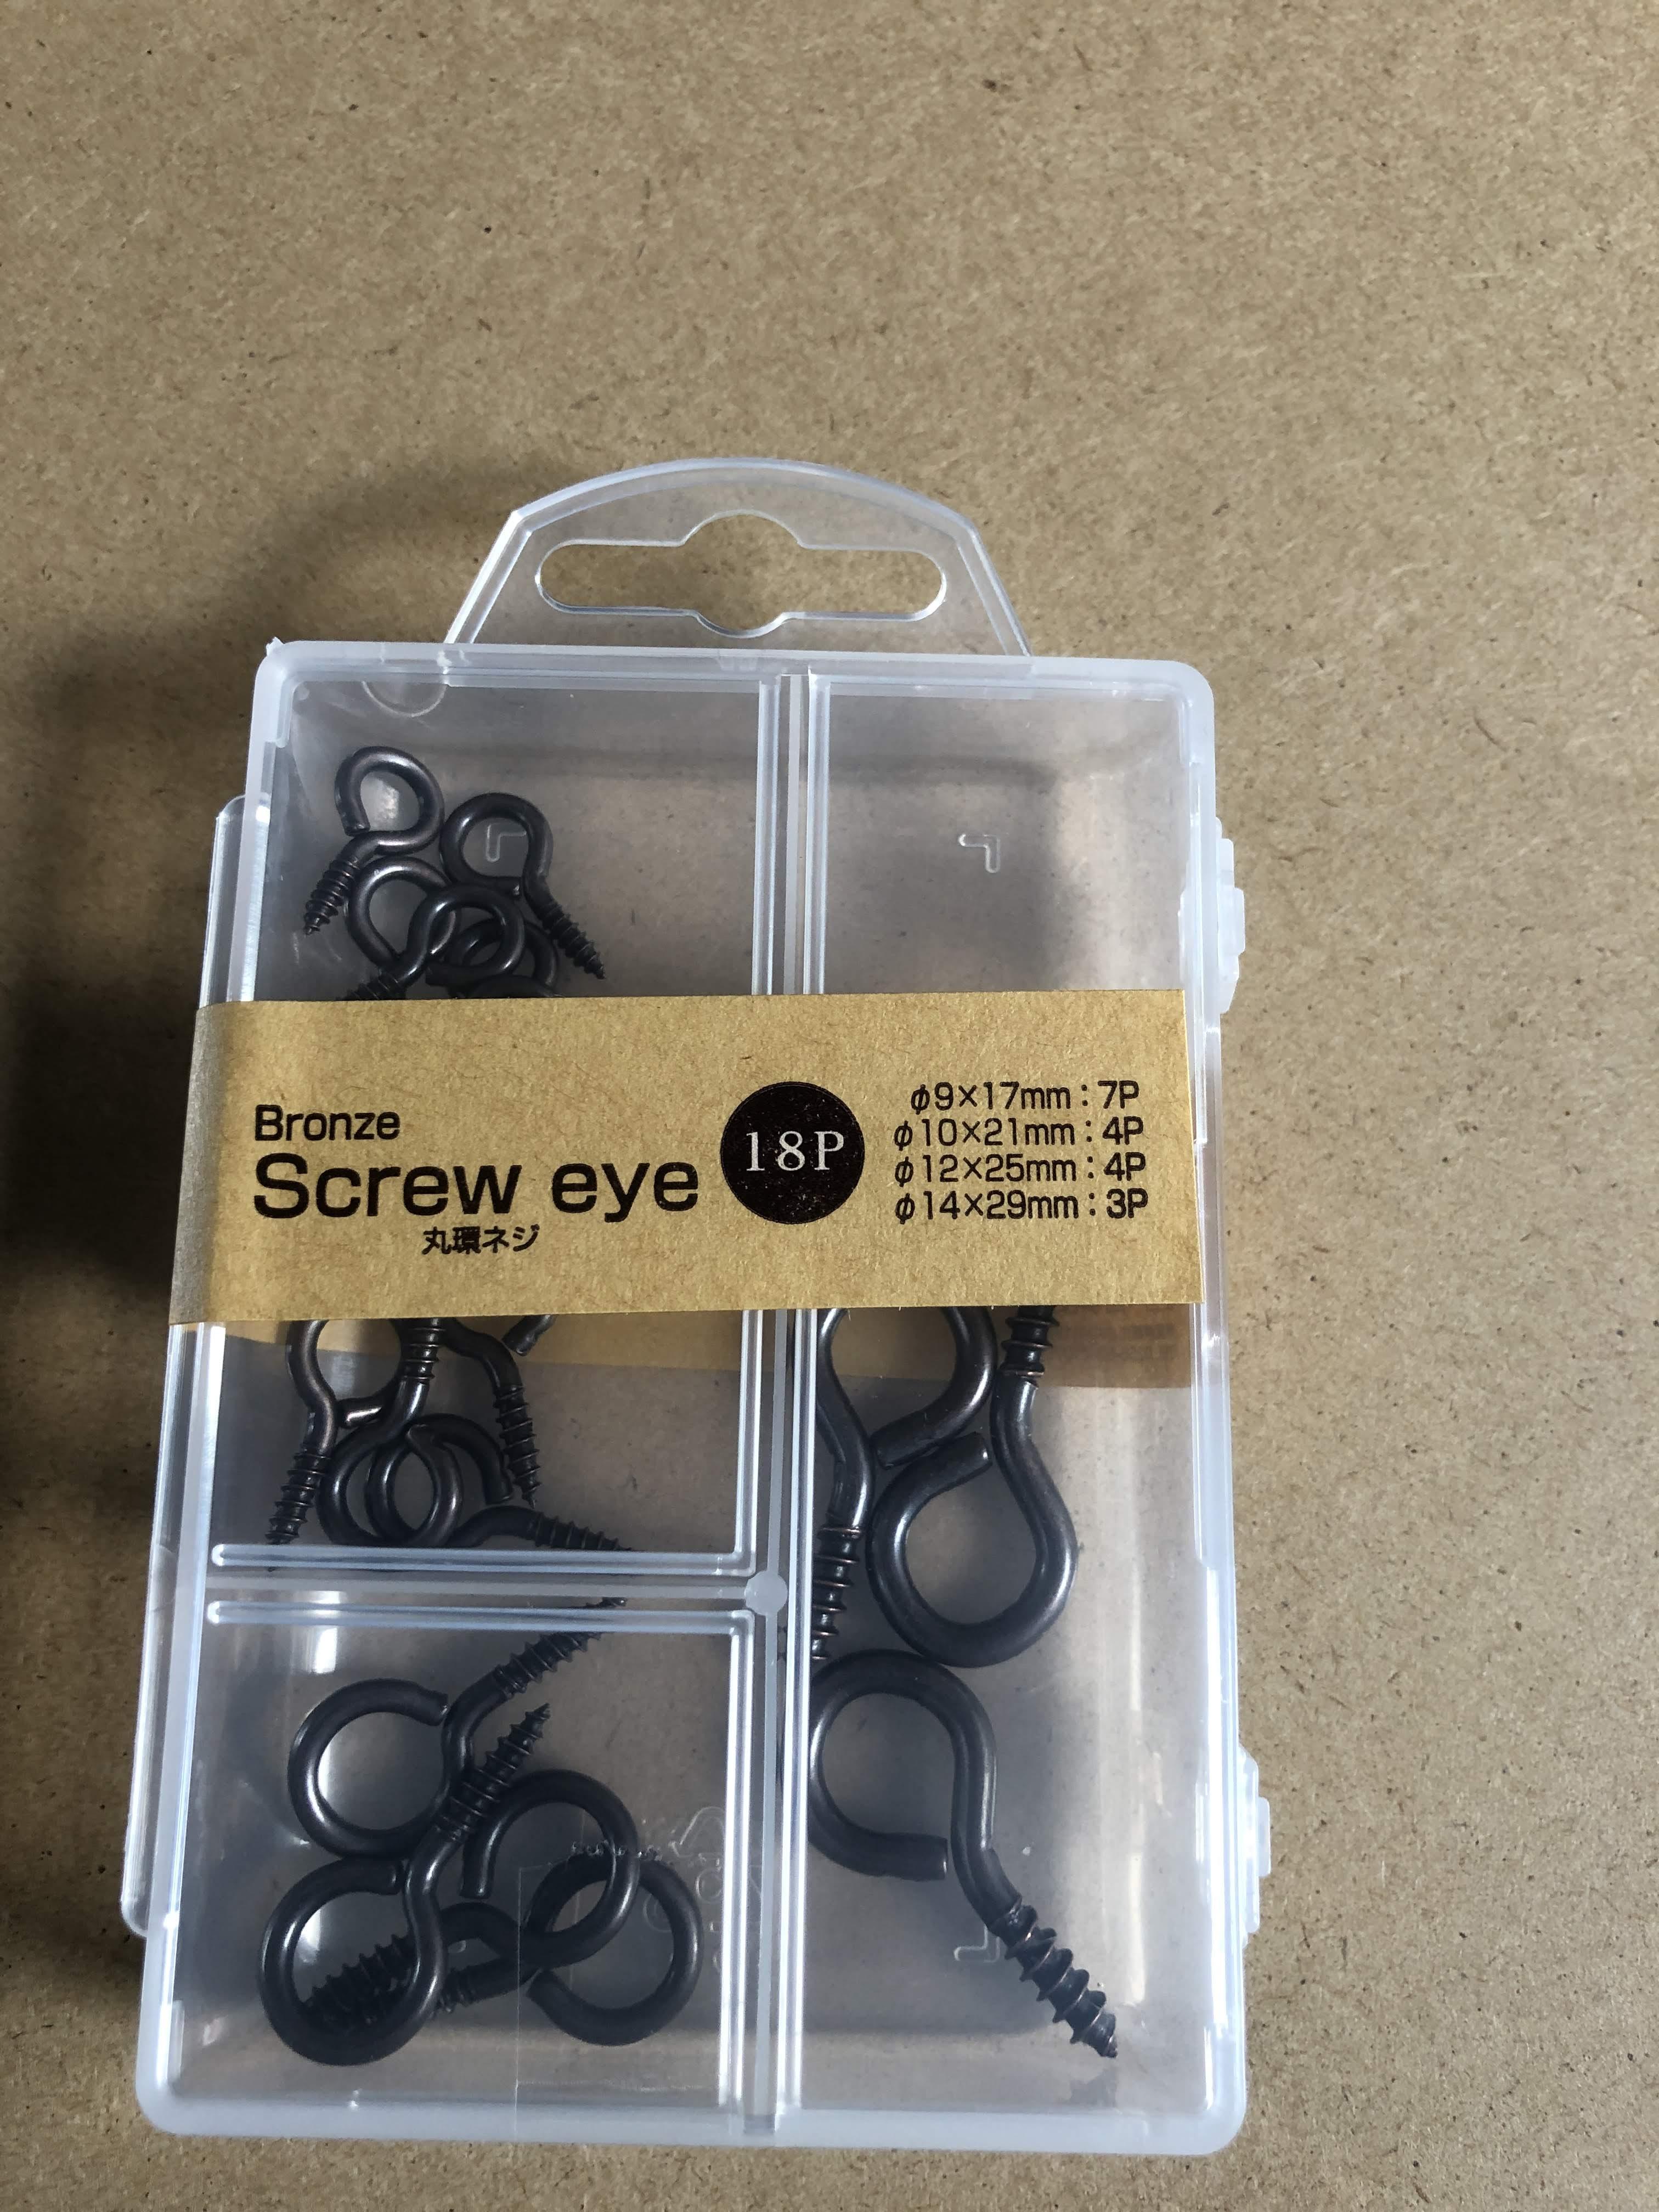 Bronze
Screw eye
丸環ネジ
18P
φ9×17mm：7P
φ10×21mm：4P
φ12×25mm：4P
φ14×29mm：3P